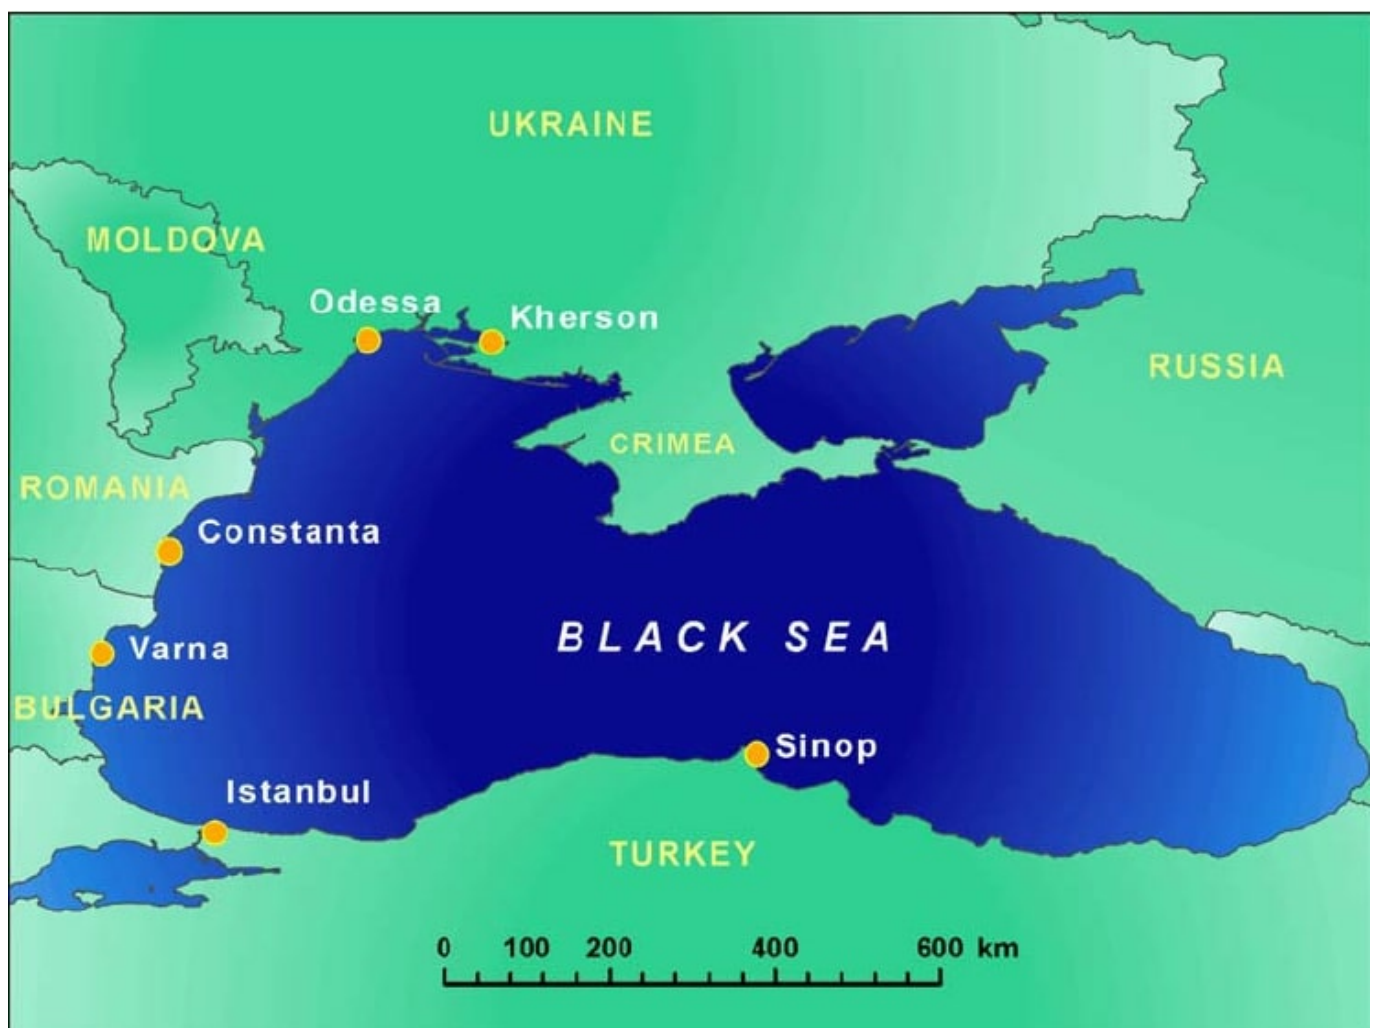 UKRAINE
MOLDOVA
Odessa
Kherson
RUSSIA
CRIMEA
ROMANIA
Constanta
BLACK SEA
Varna
BULGARIA
Sinop
Istanbul
TURKEY
0 100 200 400 600 km